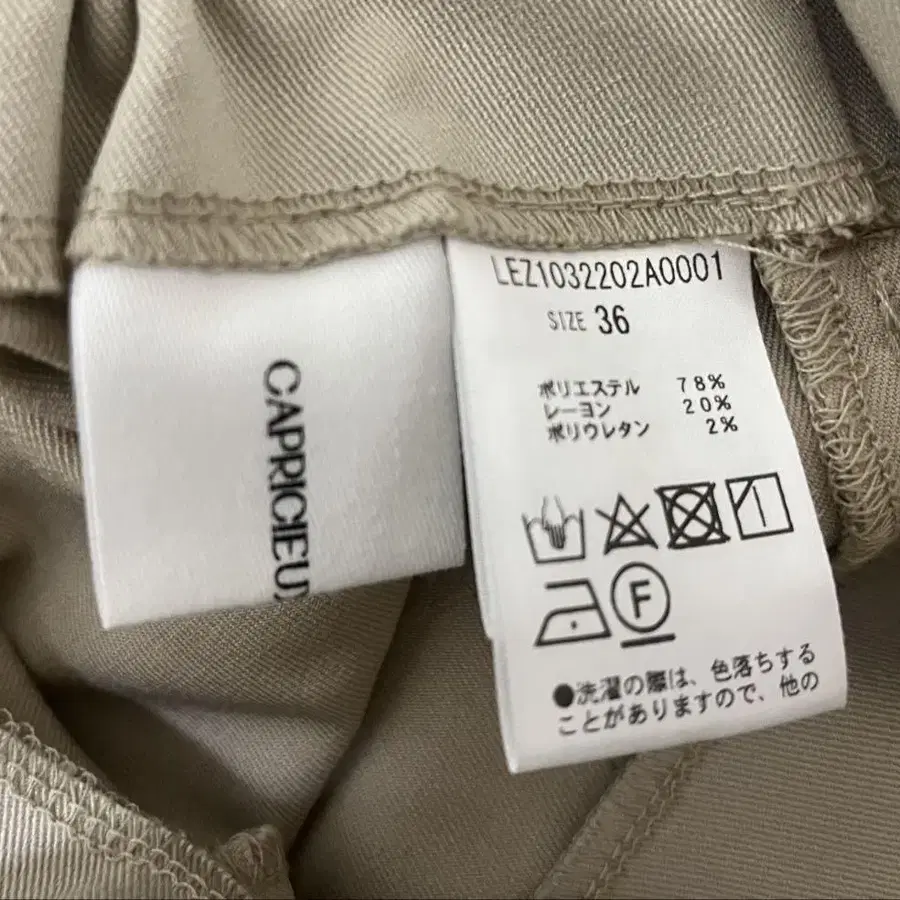 CAPRICIEU
LEZ1032202A0001
SIZE 36
ポリエステル 78%
レーヨン 20%
ポリウレタン 2%
F
●洗濯の際は、色落ちする
ことがありますので、他の